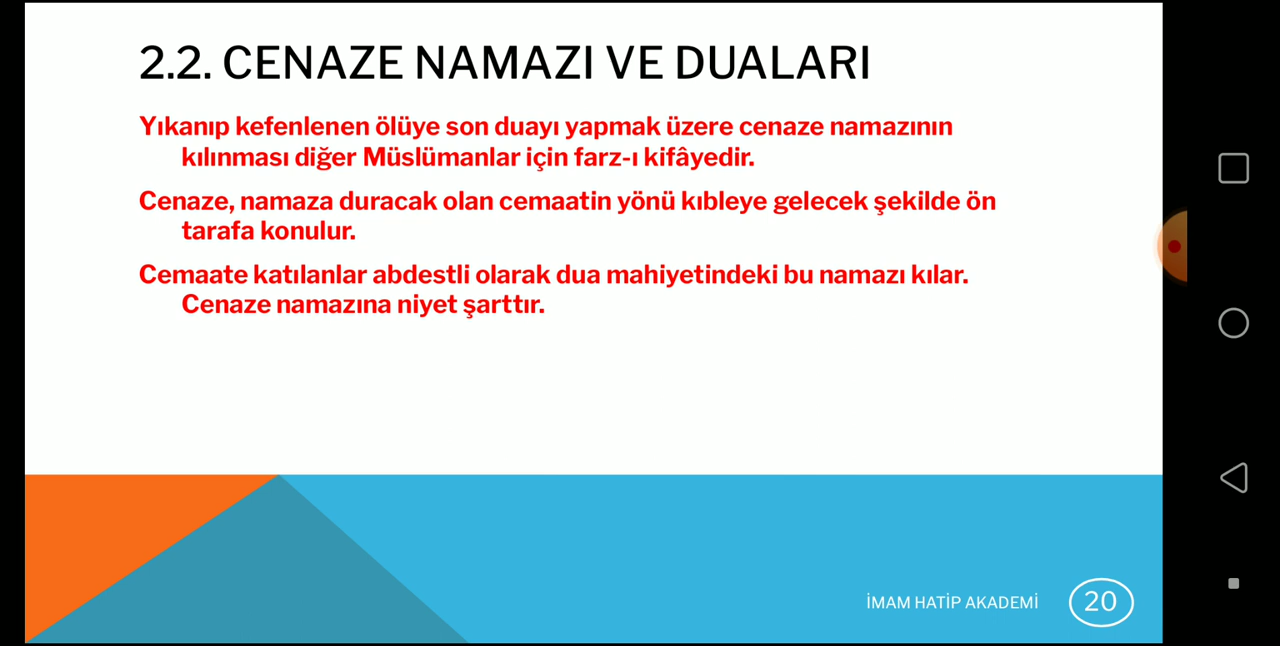 2.2. CENAZE NAMAZI VE DUALARI
Yıkanıp kefenlenen ölüye son duayı yapmak üzere cenaze namazının
kılınması diğer Müslümanlar için farz-ı kifâyedir.
Cenaze, namaza duracak olan cemaatin yönü kıbleye gelecek şekilde ön
tarafa konulur.
Cemaate katılanlar abdestli olarak dua mahiyetindeki bu namazı kılar.
Cenaze namazına niyet şarttır.
İMAM HATİP AKADEMİ
20